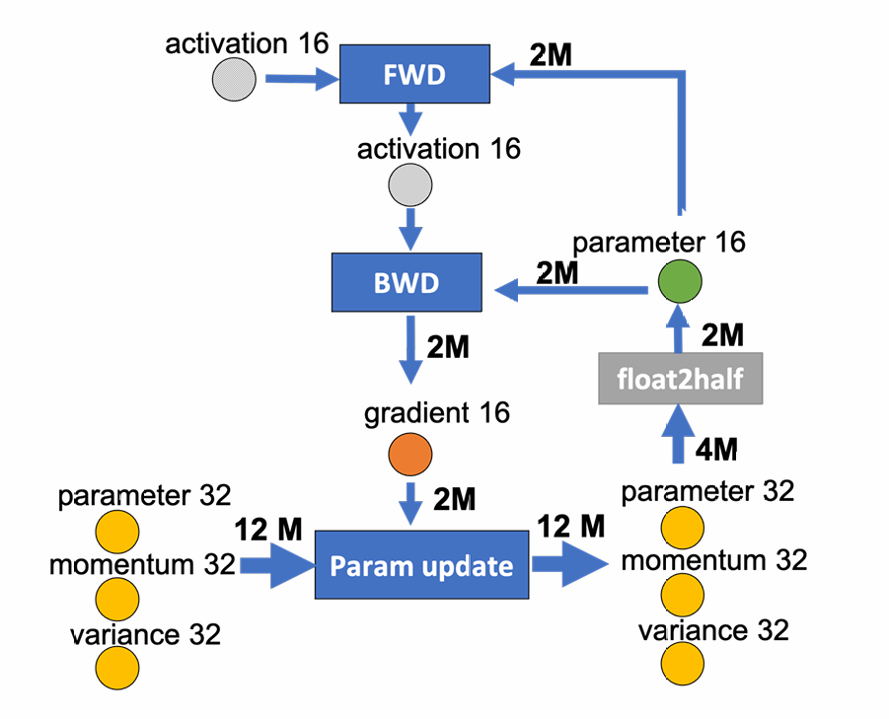 activation 16
FWD
2M
activation 16
parameter 16
BWD
2M
2M
2M
float2half
gradient 16
4M
2M
parameter 32
parameter 32
12 M
12 M
momentum 32
Param update
momentum 32
variance 32
variance 32